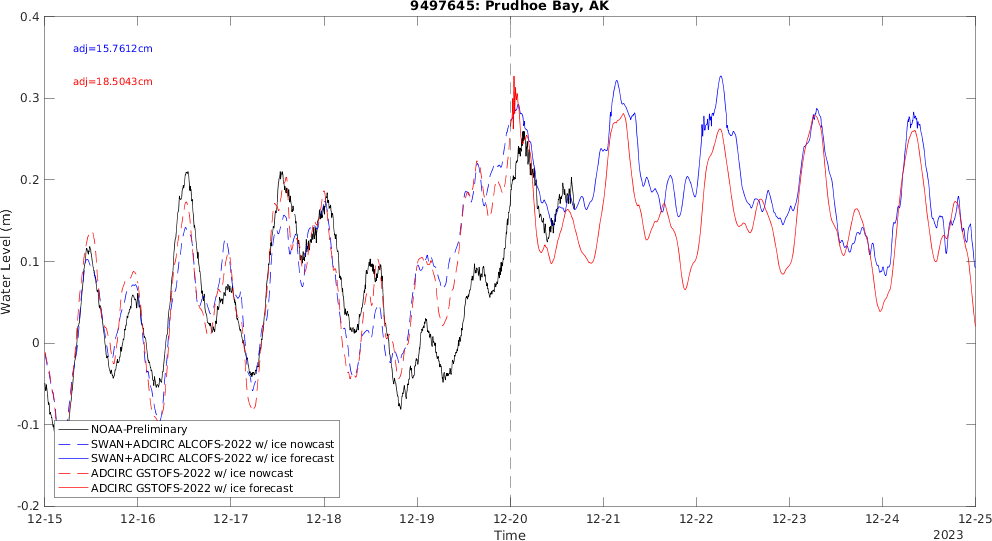 9497645: Prudhoe Bay, AK
adj=15.7612cm
adj=18.5043cm
Water Level (m)
0.4
0.3
0.2
0.1
0
-0.1
-0.2
NOAA-Preliminary
SWAN+ADCIRC ALCOFS-2022 w/ ice nowcast
SWAN+ADCIRC ALCOFS-2022 w/ ice forecast
ADCIRC GSTOFS-2022 w/ ice nowcast
ADCIRC GSTOFS-2022 w/ ice forecast
12-15 12-16 12-17 12-18 12-19 12-20 12-21 12-22 12-23 12-24 12-25
Time
2023